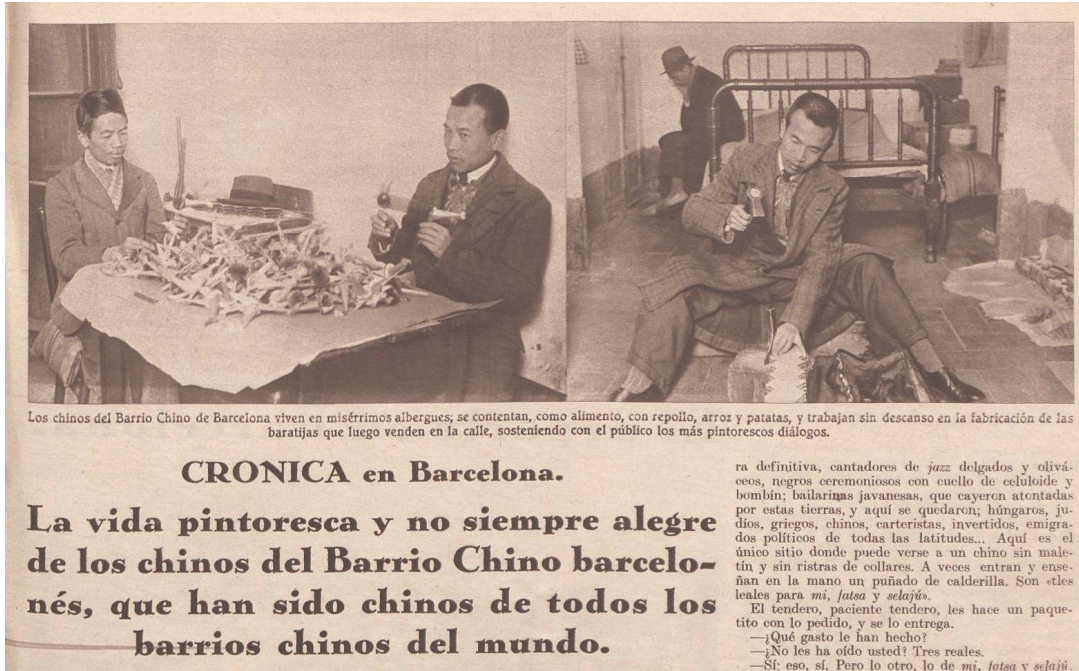 Los chinos del Barrio Chino de Barcelona viven en misérrimos albergues; se contentan, como alimento, con repollo, arroz y patatas, y trabajan sin descanso en la fabricación de las
baratijas que luego venden en la calle, sosteniendo con el público los más pintorescos diálogos.
CRONICA en Barcelona.
La vida pintoresca y no siempre alegre
de los chinos del Barrio Chino barcelo-
nés, que han sido chinos de todos los
barrios chinos del mundo.
ra definitiva, cantadores de jazz delgados y olivá-
ceos, negros ceremoniosos con cuello de celuloide y
bombín; bailarinas javanesas, que cayeron atontadas
por estas tierras, y aquí se quedaron; húngaros, ju-
díos, griegos, chinos, carteristas, invertidos, emigra-
dos políticos de todas las latitudes... Aquí es el
único sitio donde puede verse a un chino sin male-
tín y sin ristras de collares. A veces entran y ense-
ñan en la mano un puñado de calderilla. Son «tles
leales para mi, fatsa y selajú».
El tendero, paciente tendero, les hace un paque-
tito con lo pedido, y se lo entrega.
—¿Qué gasto le han hecho?
—¿No les ha oído usted? Tres reales.
—Sí; eso, sí. Pero lo otro, lo de mi, fatsa y selajú,